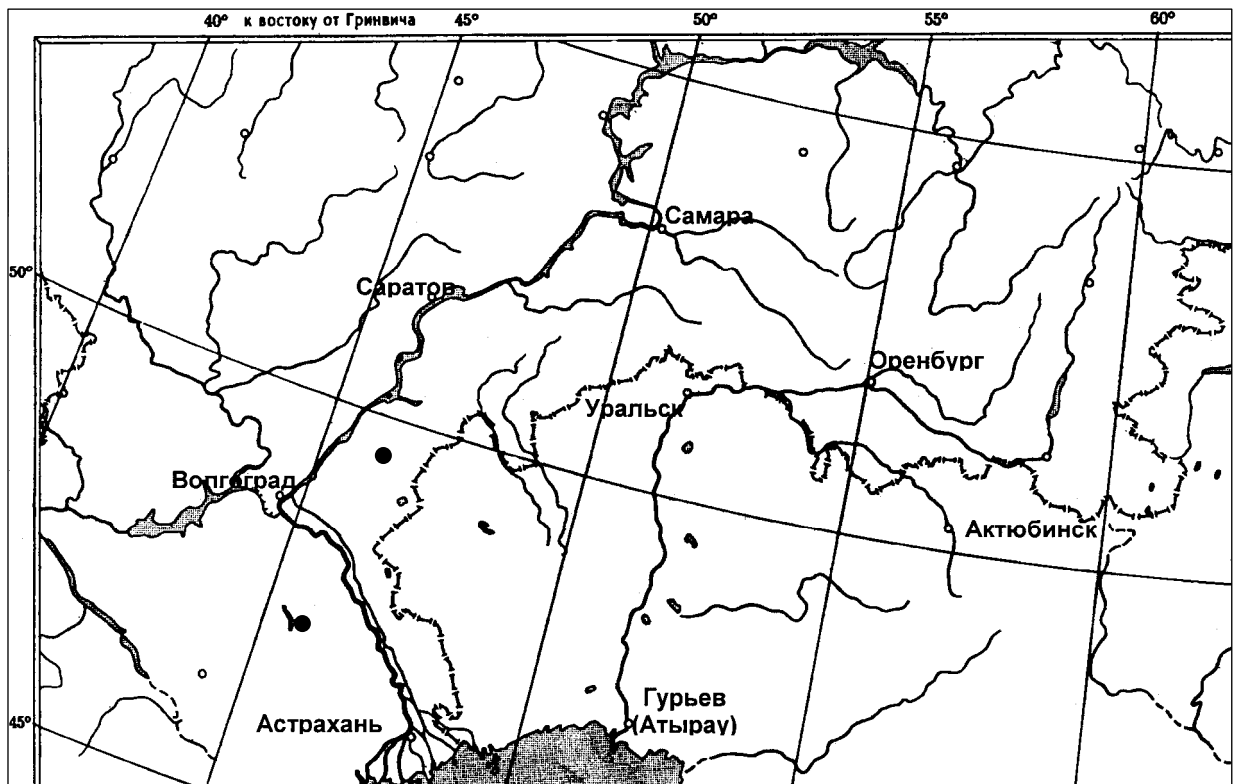 40° к востоку от Гринвича 45° 50° 55° 60°
Самара
50°
Саратов
Оренбург
Уральск
Волгоград
Актюбинск
Гурьев
(Атырау)
45°
Астрахань